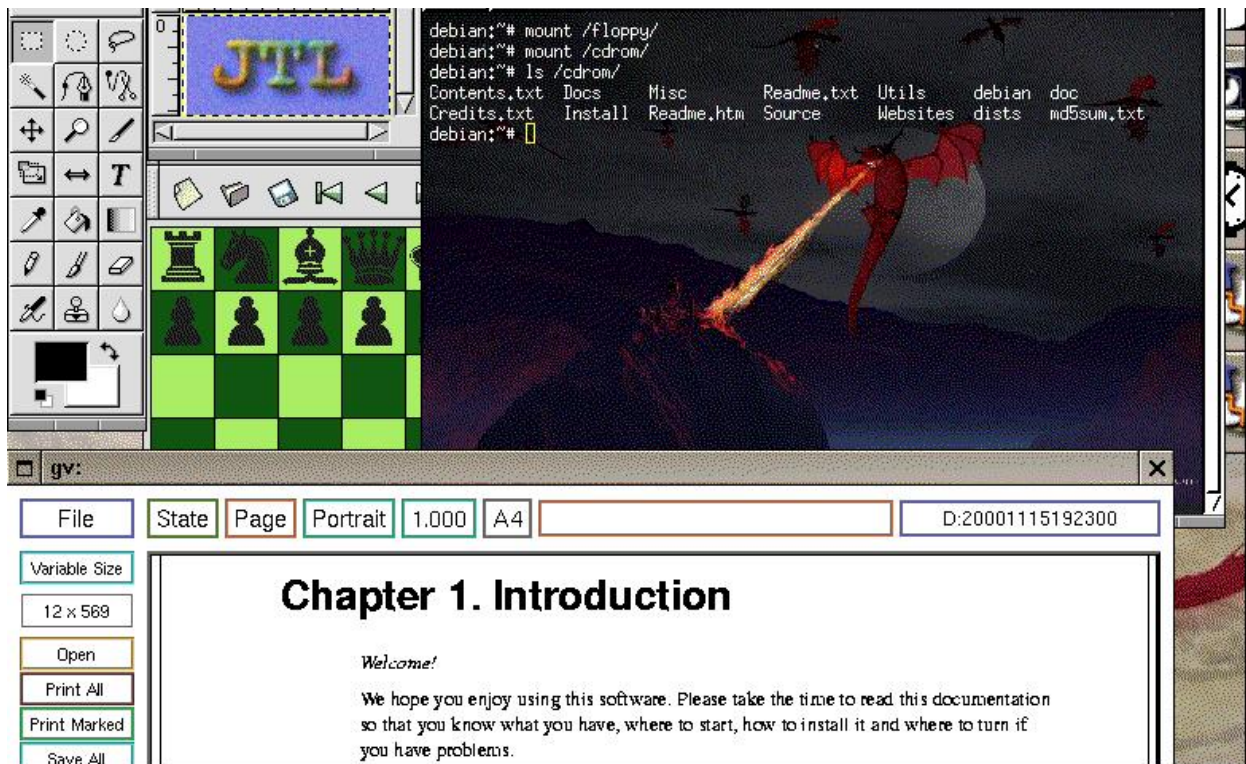 0
JTL
debian:~# mount /floppy/
debian:~# mount /cdrom/
debian:~# ls /cdrom/
Contents.txt Docs Misc Readme.txt Utils debian doc
Credits.txt Install Readme.htm Source Websites dists md5sum.txt
debian:~#
gv:
File State Page Portrait 1.000 A4 D:20001115192300
Variable Size
12 x 569
Open
Print All
Print Marked
Save All
Chapter 1. Introduction
Welcome!
We hope you enjoy using this software. Please take the time to read this documentation
so that you know what you have, where to start, how to install it and where to turn if
you have problems.